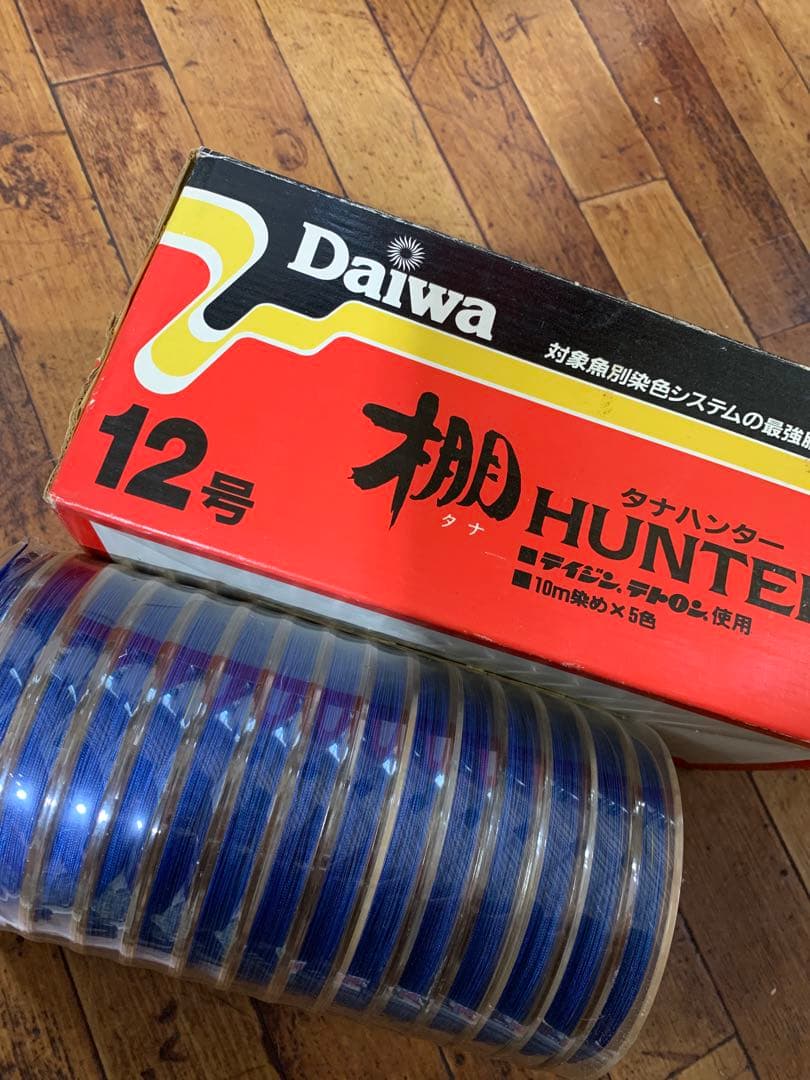 Daiwa
対象魚別染色システムの最強
12号
棚
タナ
タナハンター
HUNTE
■テイジン、テトロン、使用
■10m染め×5色